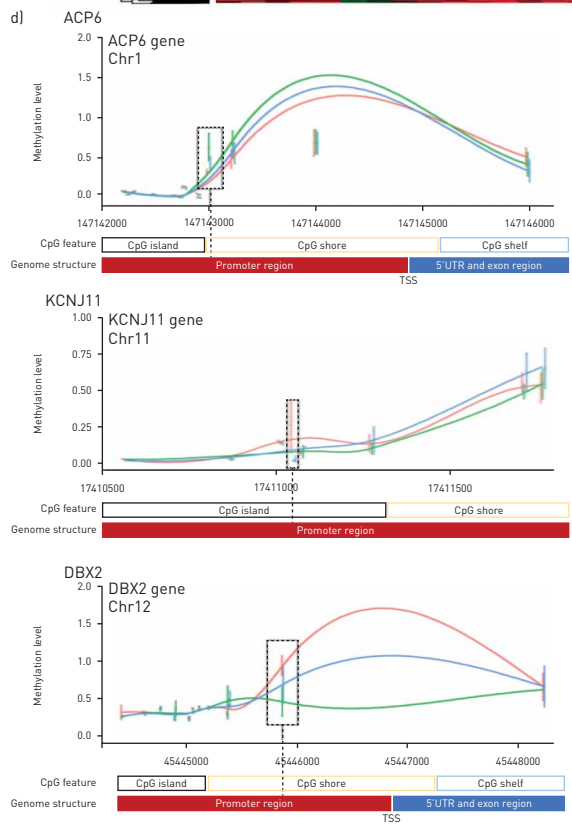 d) ACP6
ACP6 gene
Chr1
Methylation level
2.0
1.5
1.0
0.5
0.0
147142000 147143000 147144000 147145000 147146000
CpG feature CpG island CpG shore CpG shelf
Genome structure Promoter region 5'UTR and exon region
TSS
KCNJ11
KCNJ11 gene
Chr11
Methylation level
1.00
0.75
0.50
0.25
0.00
17410500 17411000 17411500
CpG feature CpG island CpG shore
Genome structure Promoter region
DBX2
DBX2 gene
Chr12
Methylation level
2.0
1.5
1.0
0.5
0.0
45445000 45446000 45447000 45448000
CpG feature CpG island CpG shore CpG shelf
Genome structure Promoter region 5'UTR and exon region
TSS